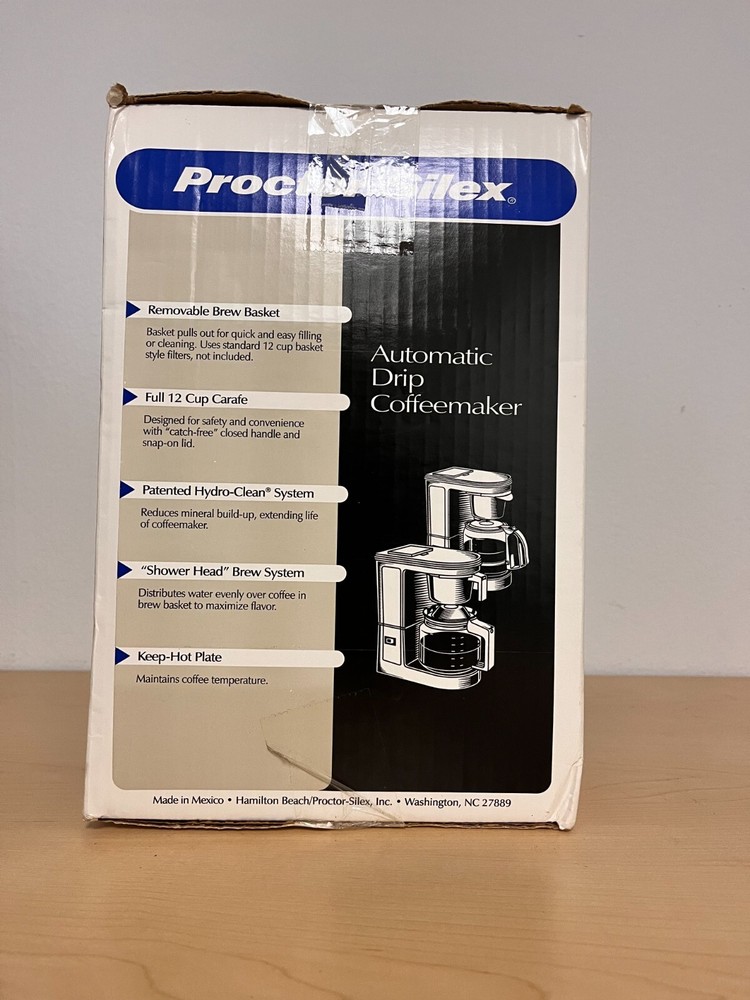 Proctor-Silex®
Removable Brew Basket
Basket pulls out for quick and easy filling
or cleaning. Uses standard 12 cup basket
style filters, not included.
Full 12 Cup Carafe
Designed for safety and convenience
with “catch-free” closed handle and
snap-on lid.
Patented Hydro-Clean® System
Reduces mineral build-up, extending life
of coffeemaker.
“Shower Head” Brew System
Distributes water evenly over coffee in
brew basket to maximize flavor.
Keep-Hot Plate
Maintains coffee temperature.
Automatic
Drip
Coffeemaker
Made in Mexico • Hamilton Beach/Proctor-Silex, Inc. • Washington, NC 27889